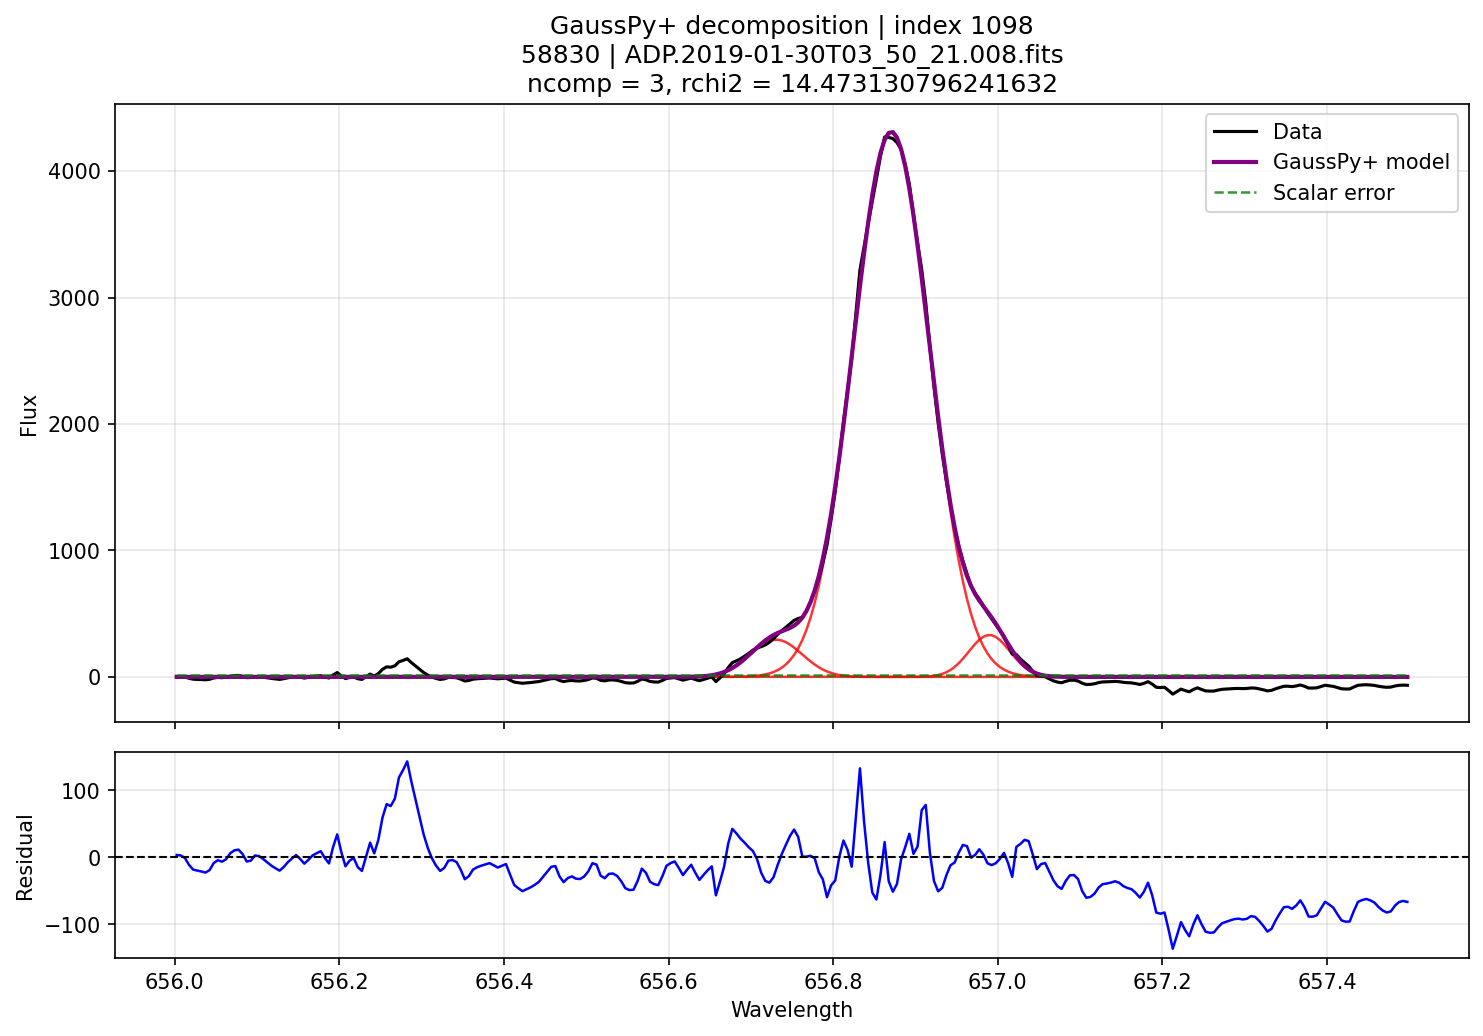 GaussPy+ decomposition | index 1098
58830 | ADP.2019-01-30T03_50_21.008.fits
ncomp = 3, rchi2 = 14.473130796241632
Data
GaussPy+ model
Scalar error
Flux
4000
3000
2000
1000
0
Residual
100
0
−100
656.0 656.2 656.4 656.6 656.8 657.0 657.2 657.4
Wavelength